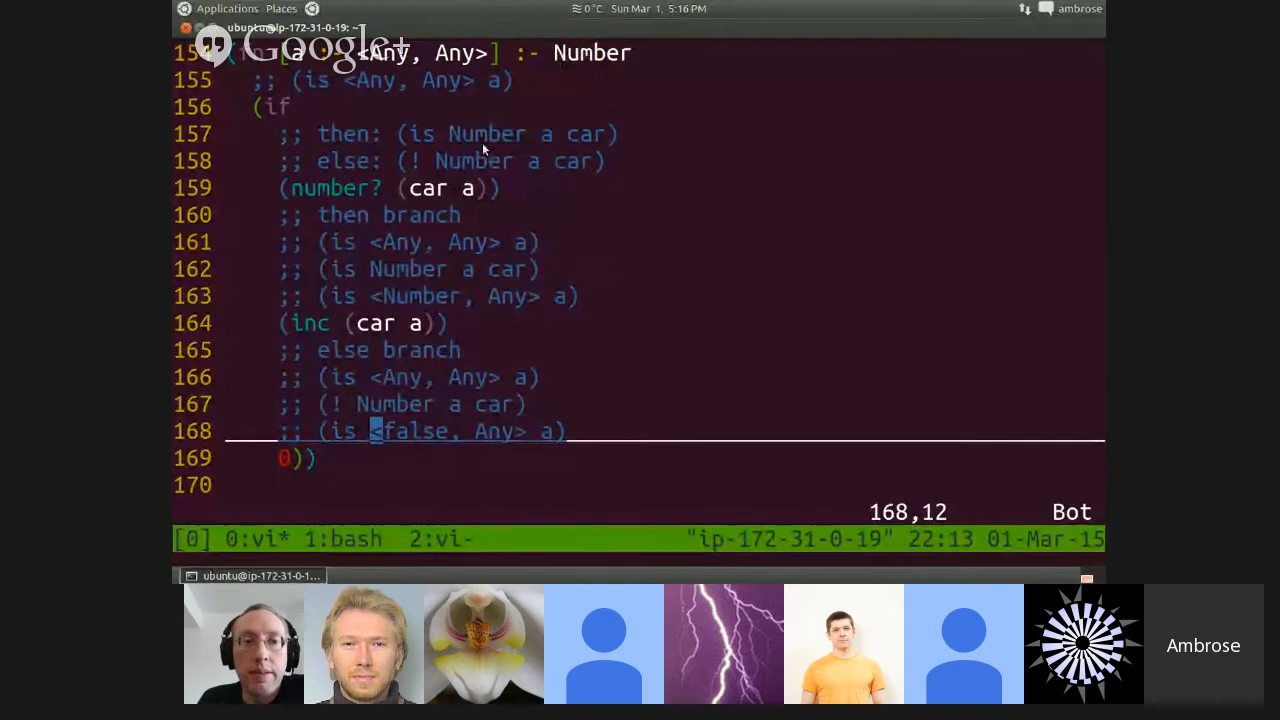 Applications Places 0°C Sun Mar 1, 5:16 PM ambrose
ubuntu@ip-172-31-0-19: ~
Google+
154 (fn [a :- <Any, Any>] :- Number
155 ;; (is <Any, Any> a)
156 (if
157 ;; then: (is Number a car)
158 ;; else: (! Number a car)
159 (number? (car a))
160 ;; then branch
161 ;; (is <Any, Any> a)
162 ;; (is Number a car)
163 ;; (is <Number, Any> a)
164 (inc (car a))
165 ;; else branch
166 ;; (is <Any, Any> a)
167 ;; (! Number a car)
168 ;; (is <false, Any> a)
169 0))
170
168,12 Bot
[0] 0:vi* 1:bash 2:vi- "ip-172-31-0-19" 22:13 01-Mar-15
ubuntu@ip-172-31-0-1...
Ambrose